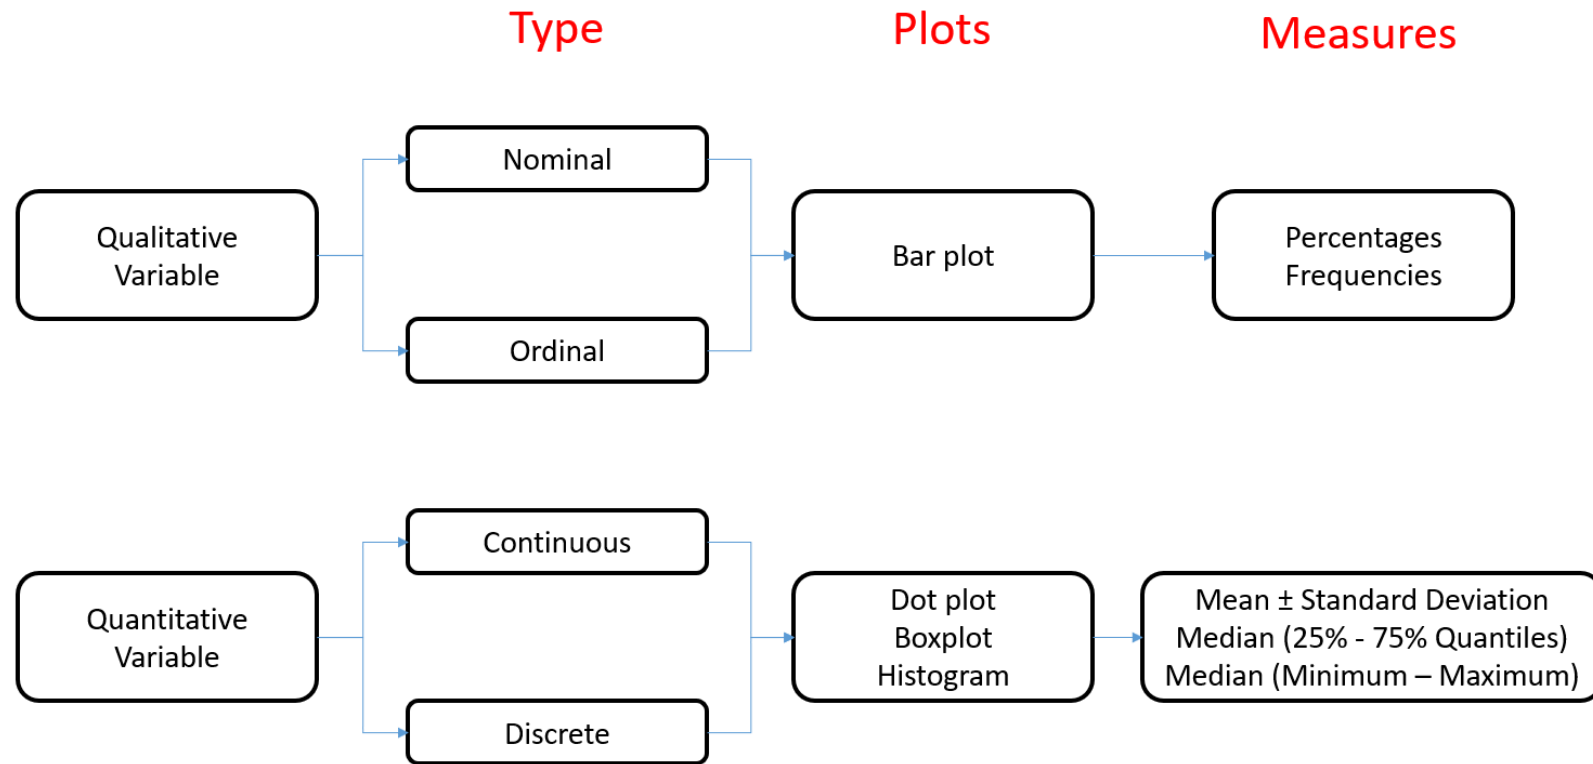 Type
Plots
Measures
Nominal
Qualitative
Variable
Bar plot
Percentages
Frequencies
Ordinal
Continuous
Quantitative
Variable
Dot plot
Boxplot
Histogram
Mean ± Standard Deviation
Median (25% - 75% Quantiles)
Median (Minimum – Maximum)
Discrete